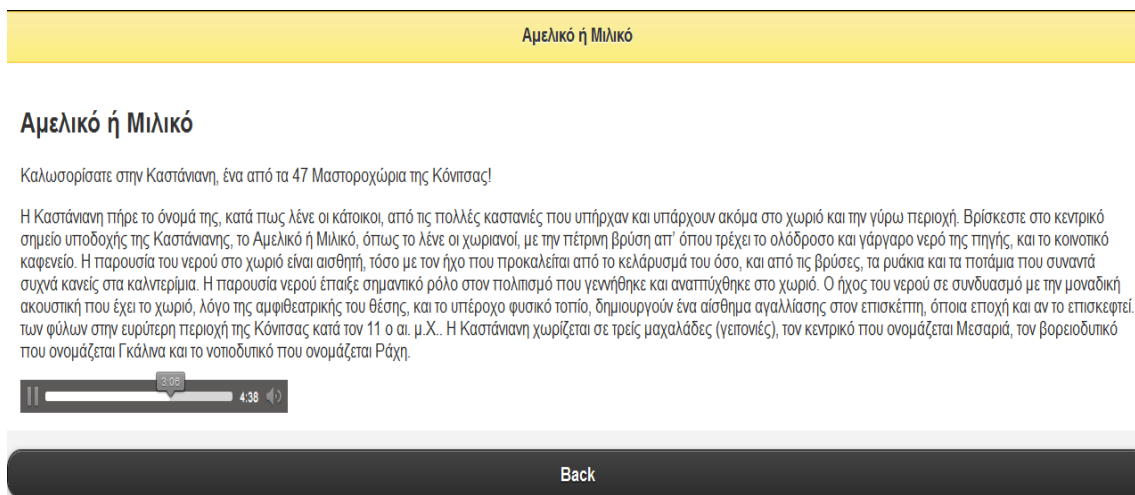 Αμελικό ή Μιλικό
Αμελικό ή Μιλικό
Καλωσορίσατε στην Καστάνιανη, ένα από τα 47 Μαστοροχώρια της Κόνιτσας!
Η Καστάνιανη πήρε το όνομά της, κατά πως λένε οι κάτοικοι, από τις πολλές καστανιές που υπήρχαν και υπάρχουν ακόμα στο χωριό και την γύρω περιοχή. Βρίσκεστε στο κεντρικό
σημείο υποδοχής της Καστάνιανης, το Αμελικό ή Μιλικό, όπως το λένε οι χωριανοί, με την πέτρινη βρύση απ’ όπου τρέχει το ολόδροσο και γάργαρο νερό της πηγής, και το κοινοτικό
καφενείο. Η παρουσία του νερού στο χωριό είναι αισθητή, τόσο με τον ήχο που προκαλείται από το κελάρυσμά του όσο, και από τις βρύσες, τα ρυάκια και τα ποτάμια που συναντά
συχνά κανείς στα καλντερίμια. Η παρουσία νερού έπαιξε σημαντικό ρόλο στον πολιτισμό που γεννήθηκε και αναπτύχθηκε στο χωριό. Ο ήχος του νερού σε συνδυασμό με την μοναδική
ακουστική που έχει το χωριό, λόγο της αμφιθεατρικής του θέσης, και το υπέροχο φυσικό τοπίο, δημιουργούν ένα αίσθημα αγαλλίασης στον επισκέπτη, όποια εποχή και αν το επισκεφτεί.
των φύλων στην ευρύτερη περιοχή της Κόνιτσας κατά τον 11 ο αι. μ.Χ.. Η Καστάνιανη χωρίζεται σε τρείς μαχαλάδες (γειτονιές), τον κεντρικό που ονομάζεται Μεσαριά, τον βορειοδυτικό
που ονομάζεται Γκάλινα και το νοτιοδυτικό που ονομάζεται Ράχη.
3:06
4:38
Back